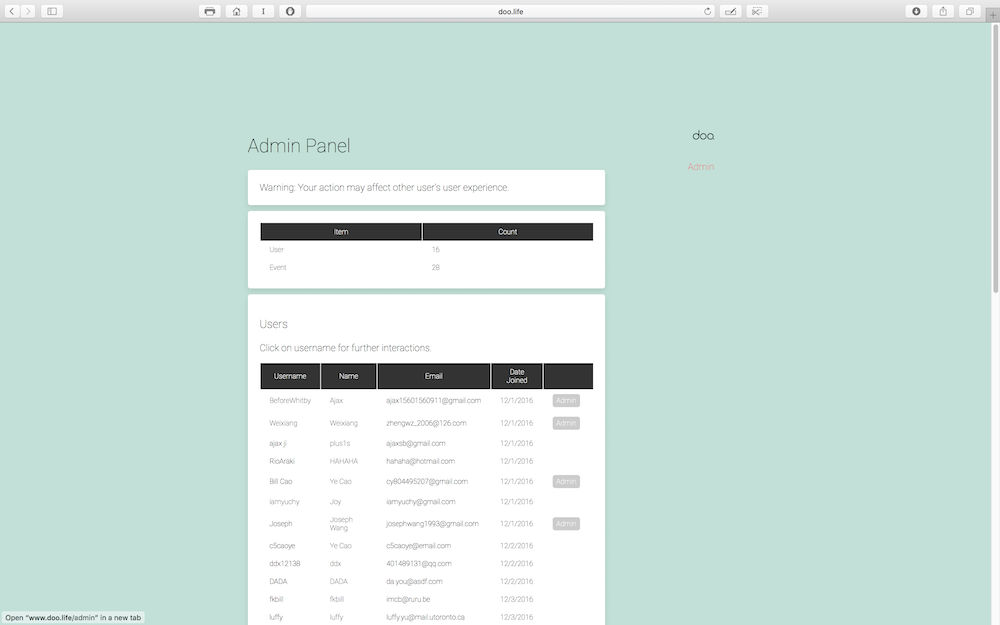 doo.life
doo.
Admin Panel
Admin
Warning: Your action may affect other user's user experience.
Item Count
User 16
Event 28
Users
Click on username for further interactions.
Username Name Email Date Joined
BeforeWhitby Ajax ajax15601560911@gmail.com 12/1/2016 Admin
Weixiang Weixiang zhengwz_2006@126.com 12/1/2016 Admin
ajax ji plus1s ajaxsb@gmail.com 12/1/2016
RioAraki HAHAHA hahaha@hotmail.com 12/1/2016
Bill Cao Ye Cao cy804495207@gmail.com 12/1/2016 Admin
iamyuchy Joy iamyuchy@gmail.com 12/1/2016
Joseph Joseph Wang josephwang1993@gmail.com 12/1/2016 Admin
c5caoye Ye Cao c5caoye@email.com 12/2/2016
ddx12138 ddx 401489131@qq.com 12/2/2016
DADA DADA da.you@asdf.com 12/2/2016
fkbill fkbill imcb@ruru.be 12/3/2016
luffy luffy luffy.yu@mail.utoronto.ca 12/3/2016
Open "www.doo.life/admin" in a new tab